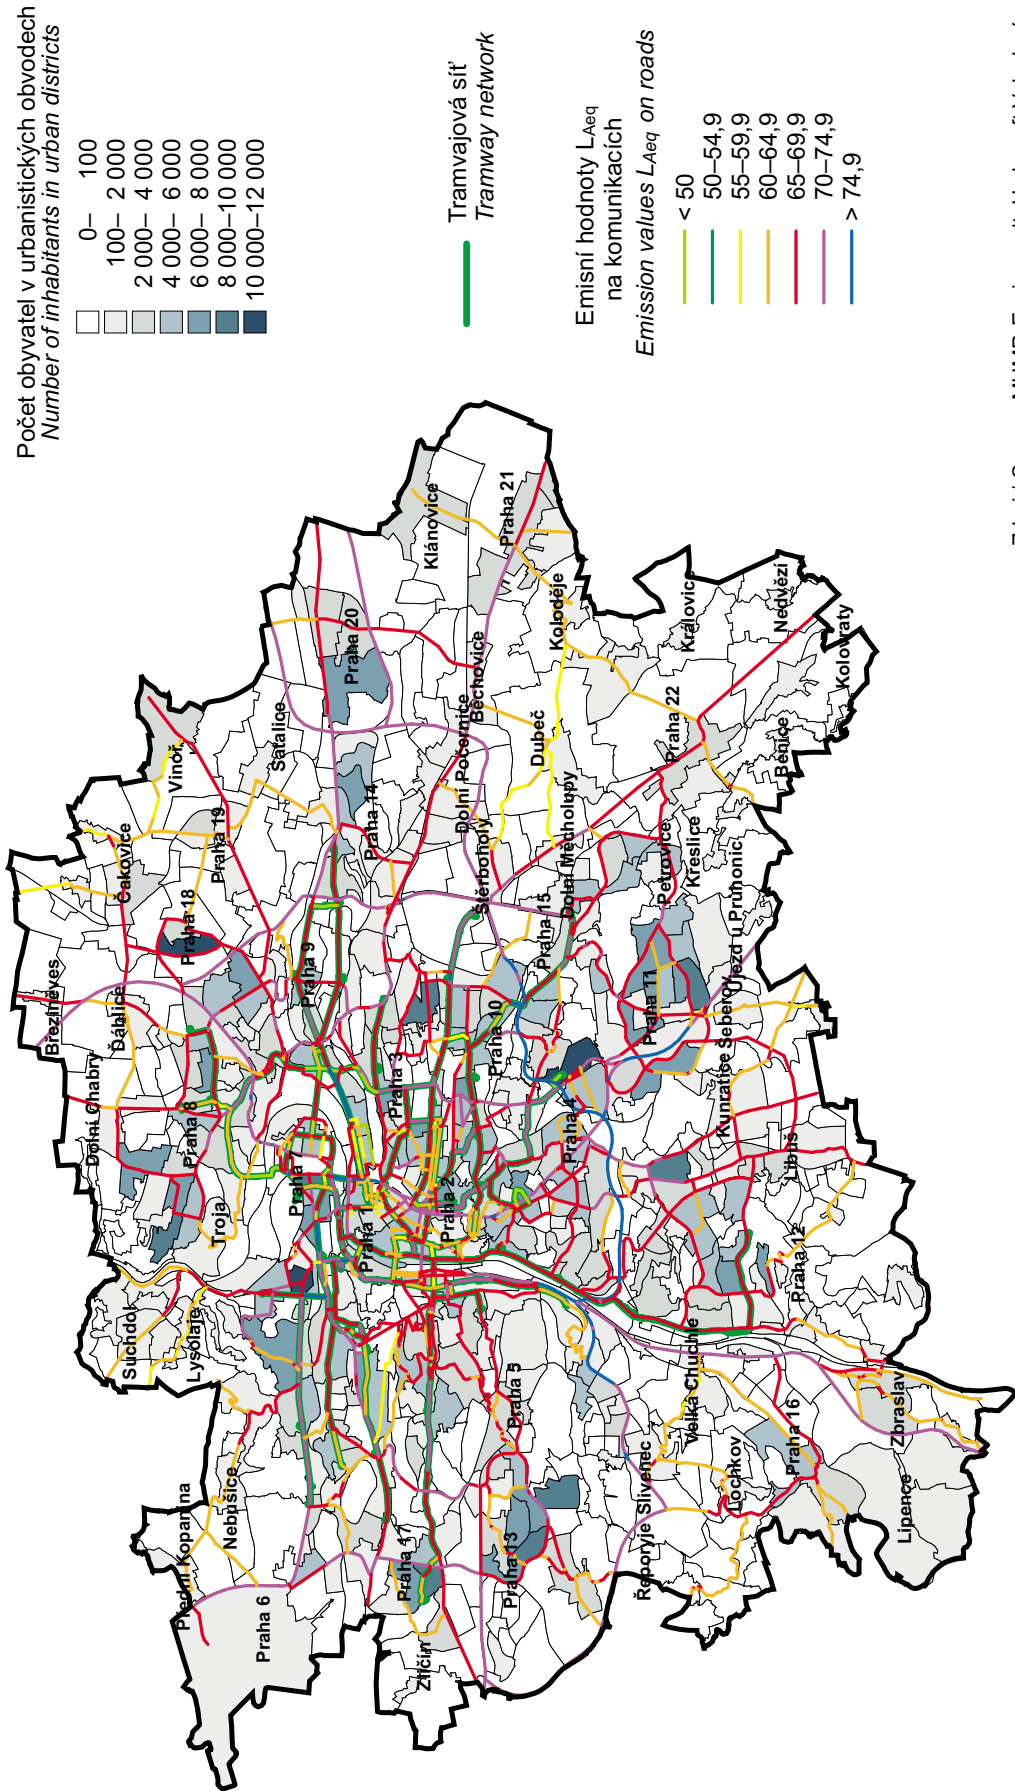 Počet obyvatel v urbanistických obvodech
Number of inhabitants in urban districts
0– 100
100– 2 000
2 000– 4 000
4 000– 6 000
6 000– 8 000
8 000–10 000
10 000–12 000
Tramvajová síť
Tramway network
Emisní hodnoty LAeq
na komunikacích
Emission values LAeq on roads
< 50
50–54,9
55–59,9
60–64,9
65–69,9
70–74,9
> 74,9
Březiněves
Čakovice
Vinoř
Ďáblice
Dolní Chabry
Praha 18
Praha 19
Satalice
Praha 20
Klánovice
Praha 21
Suchdol
Lysolaje
Troja
Praha 8
Praha 9
Praha 14
Dolní Počernice
Běchovice
Koloděje
Přední Kopanina
Nebušice
Praha 6
Praha 7
Praha 1
Praha 3
Praha 2
Praha 10
Štěrboholy
Dubeč
Dolní Měcholupy
Praha 15
Praha 22
Královice
Nedvězí
Kolovraty
Benice
Praha 17
Zličín
Praha 13
Praha 5
Praha 4
Praha 11
Petrovice
Křeslice
Újezd u Průhonic
Šeberov
Kunratice
Libuš
Praha 12
Velká Chuchle
Slivenec
Řeporyje
Lochkov
Praha 16
Zbraslav
Lipence